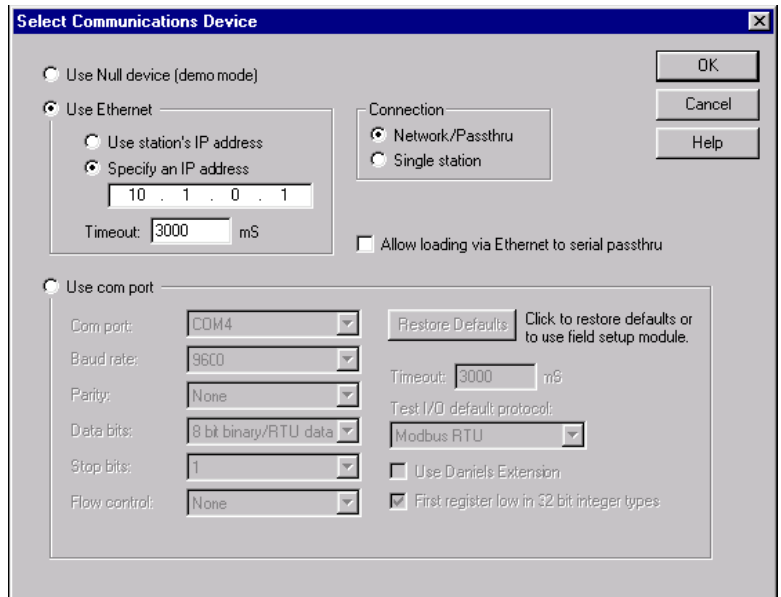 Select Communications Device
Use Null device (demo mode)
OK
Use Ethernet
Connection
Cancel
Use station's IP address
Network/Passthru
Help
Specify an IP address
Single station
10 . 1 . 0 . 1
Timeout: 3000 mS
Allow loading via Ethernet to serial passthru
Use com port
Com port: COM4
Restore Defaults
Click to restore defaults or
to use field setup module.
Baud rate: 9600
Timeout: 3000 mS
Parity: None
Test I/O default protocol:
Data bits: 8 bit binary/RTU data
Modbus RTU
Stop bits: 1
Use Daniels Extension
Flow control: None
First register low in 32 bit integer types